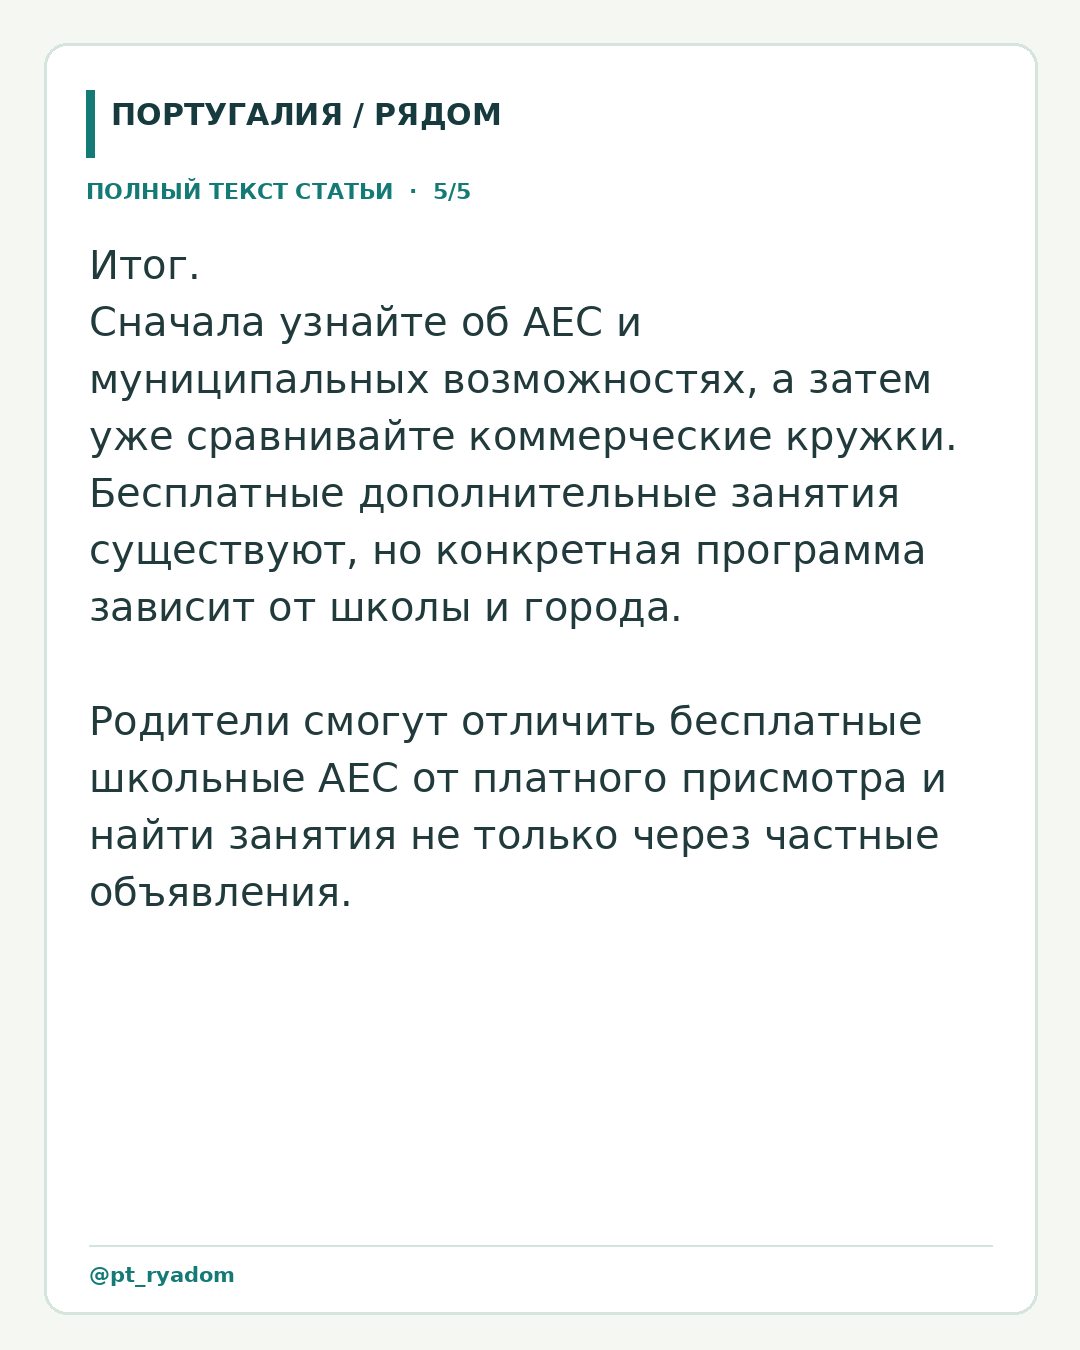 ПОРТУГАЛИЯ / РЯДОМ
ПОЛНЫЙ ТЕКСТ СТАТЬИ · 5/5
Итог.
Сначала узнайте об AEC и
муниципальных возможностях, а затем
уже сравнивайте коммерческие кружки.
Бесплатные дополнительные занятия
существуют, но конкретная программа
зависит от школы и города.
Родители смогут отличить бесплатные
школьные AEC от платного присмотра и
найти занятия не только через частные
объявления.
@pt_ryadom